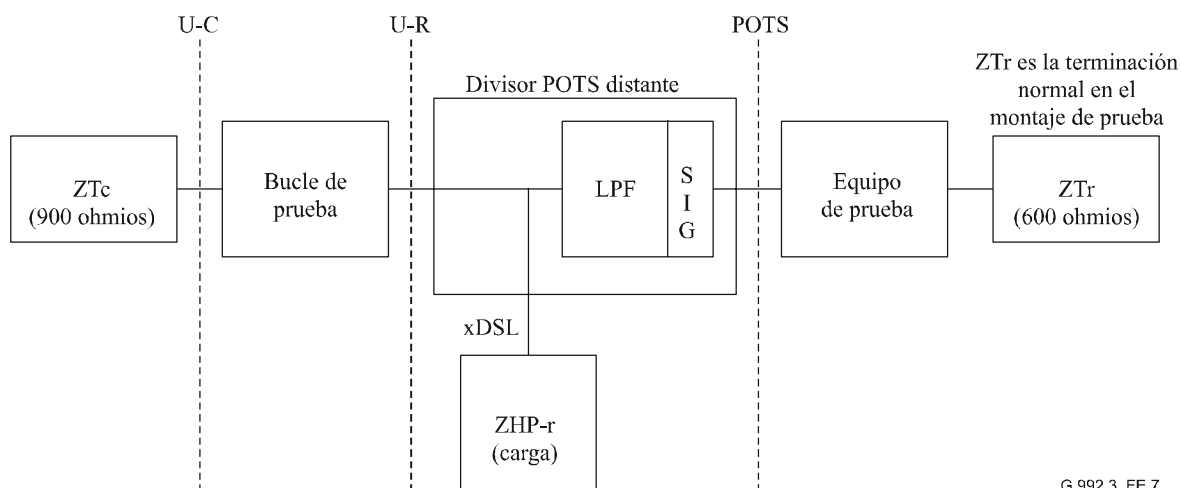 U-C
U-R
POTS
ZTr es la terminación
normal en el
montaje de prueba
Divisor POTS distante
ZTc
(900 ohmios)
Bucle de
prueba
LPF
S
I
G
Equipo
de prueba
ZTr
(600 ohmios)
xDSL
ZHP-r
(carga)
G.992.3_FE.7